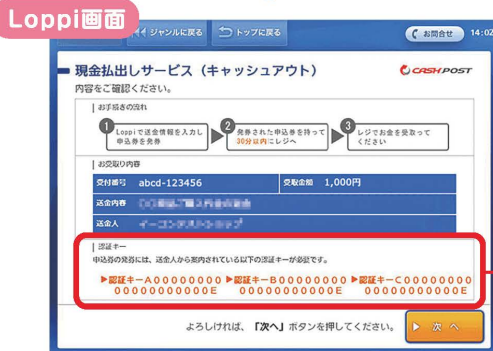 Loppi画面
ジャンルに戻る
トップに戻る
お問合せ
14:02
現金払出しサービス（キャッシュアウト）
CASHPOST
内容をご確認ください。
お手続きの流れ
1 Loppiで送金情報を入力し
申込券を発券
2 発券された申込券を持って
30分以内にレジへ
3 レジでお金を受取って
ください
お受取り内容
受付番号 abcd-123456 受取金額 1,000円
送金内容
送金人
認証キー
申込券の発券には、送金人から案内されている以下の認証キーが必要です。
▶認証キーA00000000 ▶認証キーB00000000 ▶認証キーC00000000
00000000000E 00000000000E 00000000000E
よろしければ、「次へ」ボタンを押してください。
次 へ